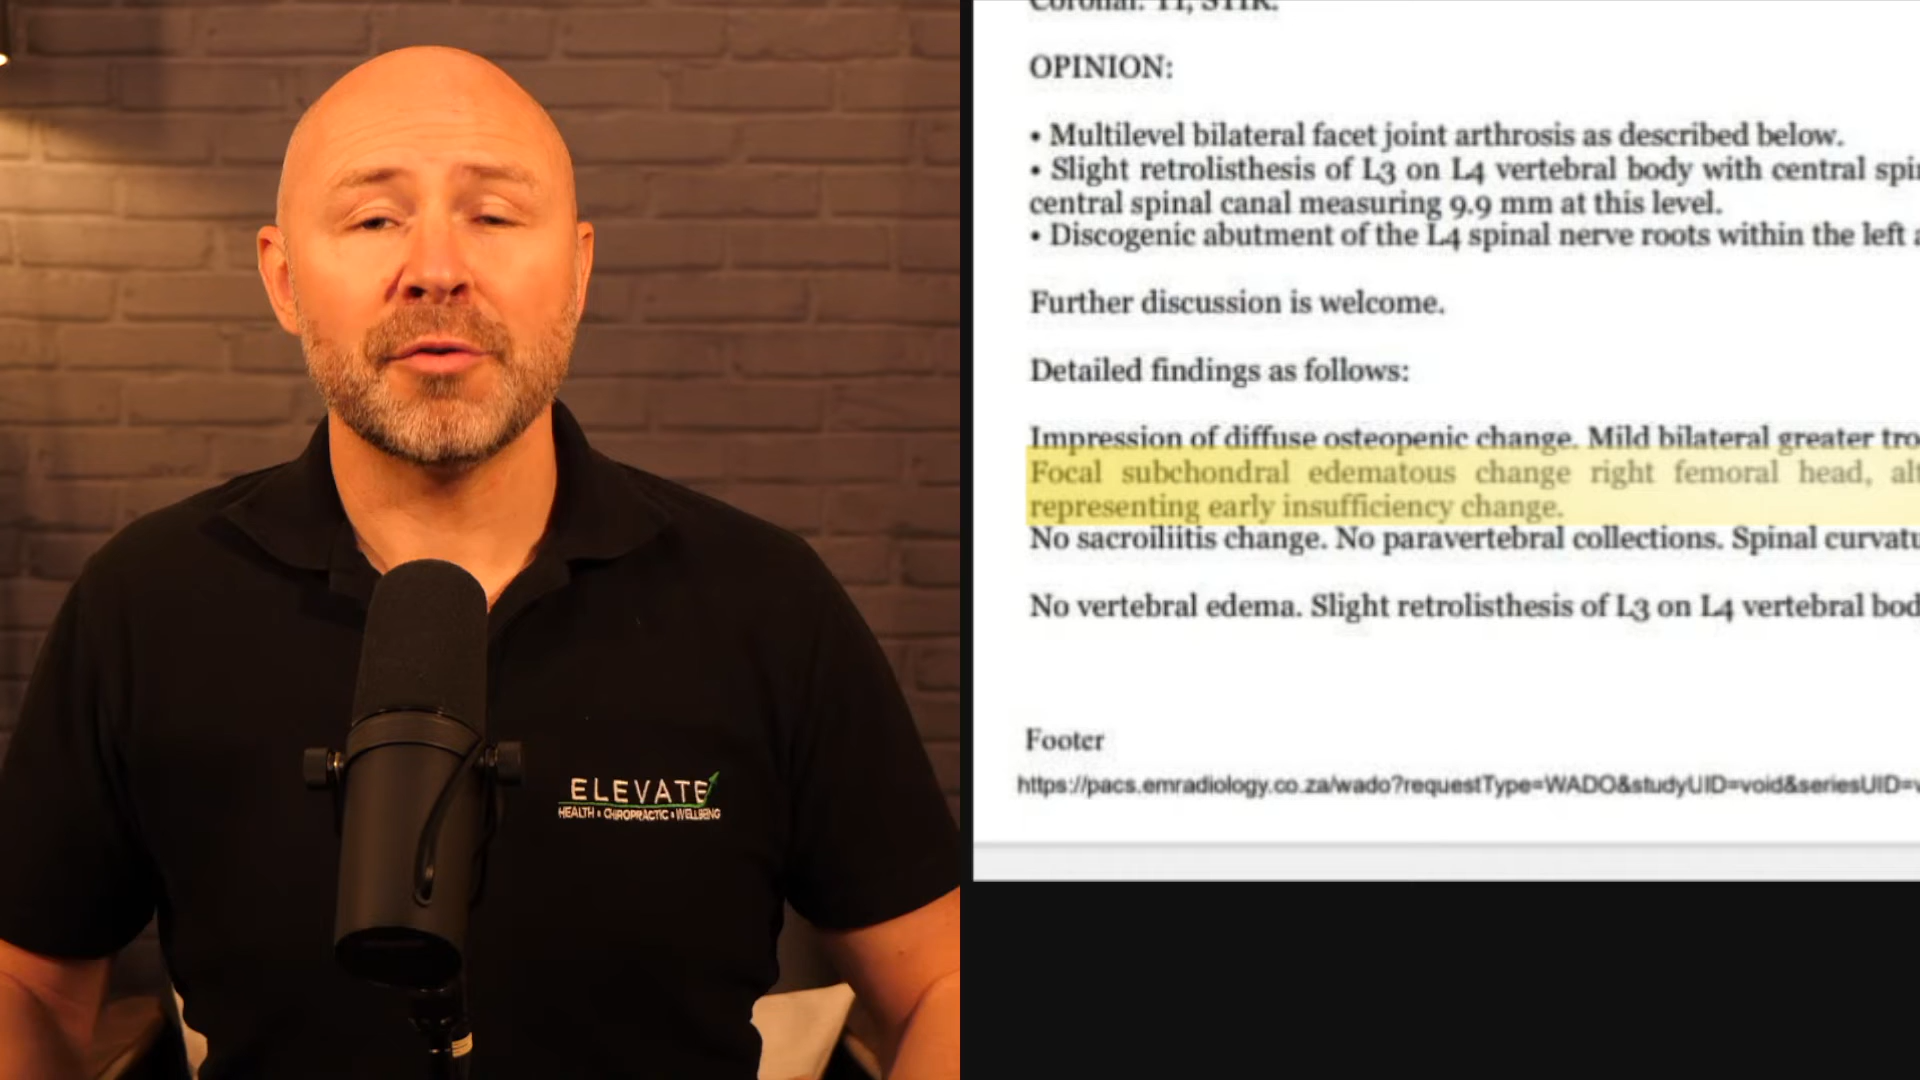 ELEVATE
HEALTH • CHIROPRACTIC • WELLBEING
Coronal: T1, STIR.
OPINION:
• Multilevel bilateral facet joint arthrosis as described below.
• Slight retrolisthesis of L3 on L4 vertebral body with central
central spinal canal measuring 9.9 mm at this level.
• Discogenic abutment of the L4 spinal nerve roots within the left
Further discussion is welcome.
Detailed findings as follows:
Impression of diffuse osteopenic change. Mild bilateral greater
Focal subchondral edematous change right femoral head,
representing early insufficiency change.
No sacroiliitis change. No paravertebral collections. Spinal
No vertebral edema. Slight retrolisthesis of L3 on L4 vertebral
Footer
https://pacs.emradiology.co.za/wado?requestType=WADO&studyUID=void&seriesUID=